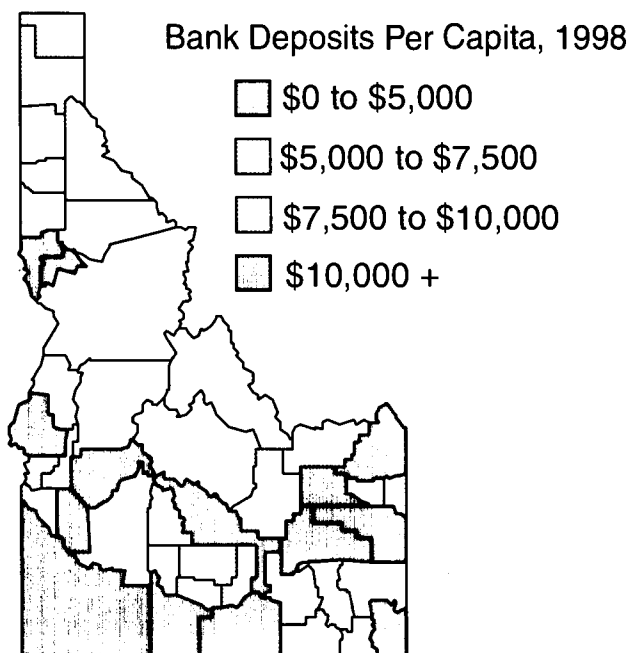 Bank Deposits Per Capita, 1998
$0 to $5,000
$5,000 to $7,500
$7,500 to $10,000
$10,000 +